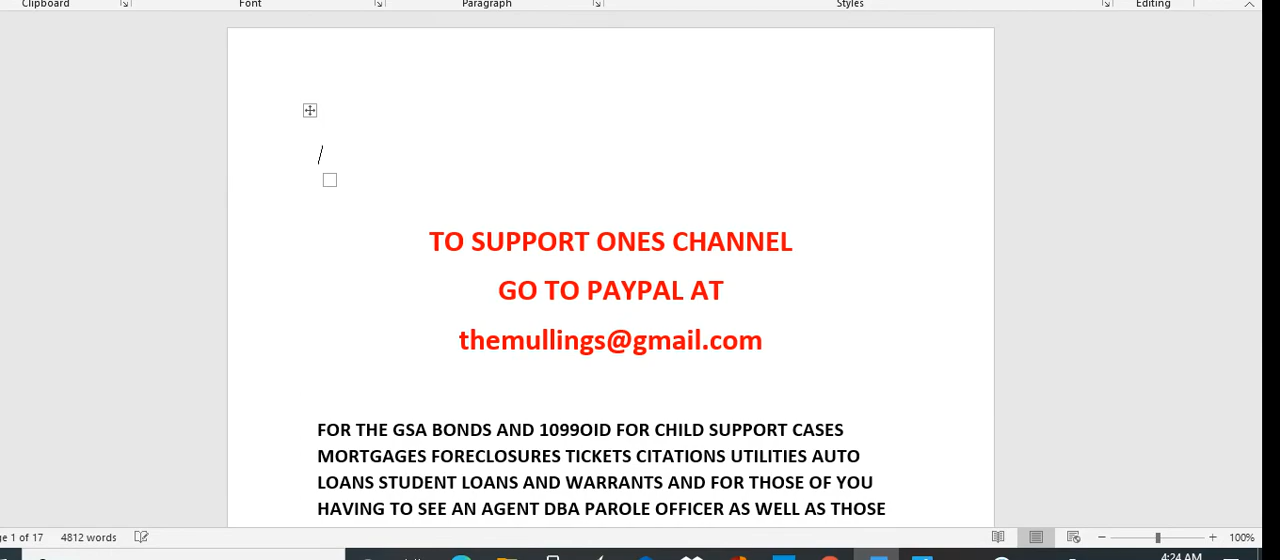 Clipboard Font Paragraph Styles Editing
/
TO SUPPORT ONES CHANNEL
GO TO PAYPAL AT
themullings@gmail.com
FOR THE GSA BONDS AND 1099OID FOR CHILD SUPPORT CASES
MORTGAGES FORECLOSURES TICKETS CITATIONS UTILITIES AUTO
LOANS STUDENT LOANS AND WARRANTS AND FOR THOSE OF YOU
HAVING TO SEE AN AGENT DBA PAROLE OFFICER AS WELL AS THOSE
ge 1 of 17 4812 words 100%
4:24 AM